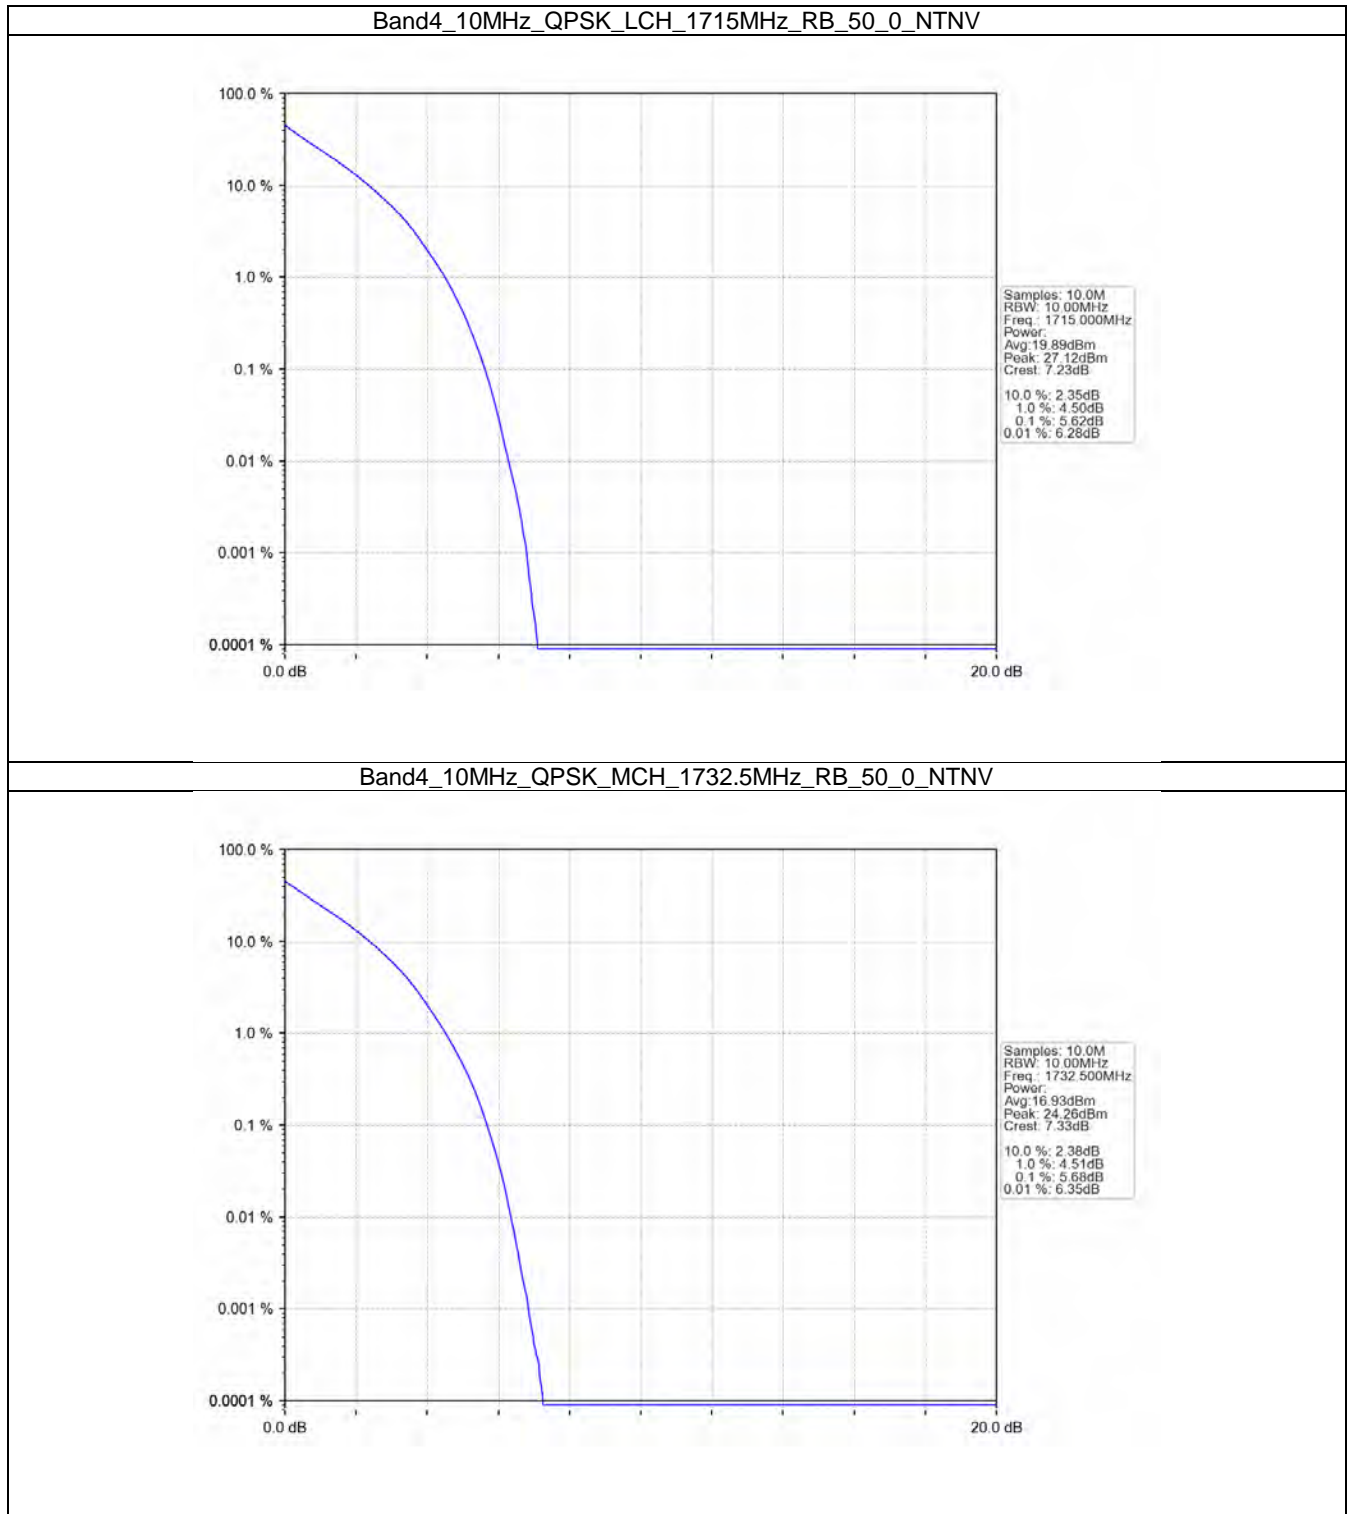 Band4_10MHz_QPSK_LCH_1715MHz_RB_50_0_NTNV
100.0 %
10.0 %
1.0 %
0.1 %
0.01 %
0.001 %
0.0001 %
0.0 dB
20.0 dB
Samples: 10.0M
RBW: 10.00MHz
Freq.: 1715.000MHz
Power:
Avg:19.89dBm
Peak: 27.12dBm
Crest: 7.23dB
10.0 %: 2.35dB
1.0 %: 4.50dB
0.1 %: 5.62dB
0.01 %: 6.28dB
Band4_10MHz_QPSK_MCH_1732.5MHz_RB_50_0_NTNV
100.0 %
10.0 %
1.0 %
0.1 %
0.01 %
0.001 %
0.0001 %
0.0 dB
20.0 dB
Samples: 10.0M
RBW: 10.00MHz
Freq.: 1732.500MHz
Power:
Avg:16.93dBm
Peak: 24.26dBm
Crest: 7.33dB
10.0 %: 2.38dB
1.0 %: 4.51dB
0.1 %: 5.68dB
0.01 %: 6.35dB